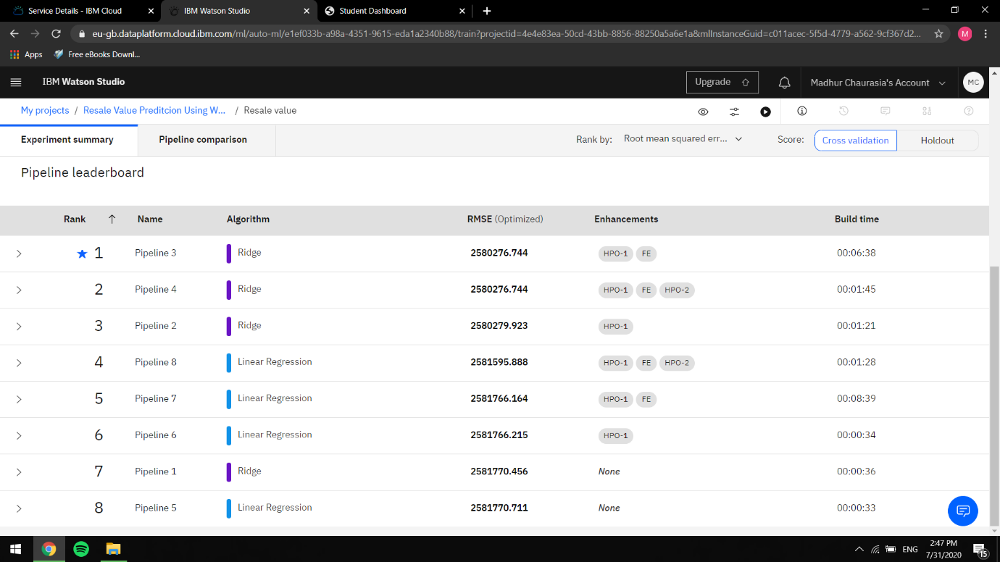 Service Details - IBM Cloud
IBM Watson Studio
Student Dashboard
eu-gb.dataplatform.cloud.ibm.com/ml/auto-ml/e1ef033b-a98a-4351-9615-eda1a2340b88/train?projectid=4e4e83ea-50cd-43bb-8856-88250a5a6e1a&mlInstanceGuid=c011acec-5f5d-4779-a562-9cf367d2...
M
Apps Free eBooks Downl...
IBM Watson Studio Upgrade Madhur Chaurasia's Account MC
My projects / Resale Value Preditcion Using W... / Resale value
Experiment summary Pipeline comparison Rank by: Root mean squared err... Score: Cross validation Holdout
Pipeline leaderboard
Rank Name Algorithm RMSE (Optimized) Enhancements Build time
1 Pipeline 3 Ridge 2580276.744 HPO-1 FE 00:06:38
2 Pipeline 4 Ridge 2580276.744 HPO-1 FE HPO-2 00:01:45
3 Pipeline 2 Ridge 2580279.923 HPO-1 00:01:21
4 Pipeline 8 Linear Regression 2581595.888 HPO-1 FE HPO-2 00:01:28
5 Pipeline 7 Linear Regression 2581766.164 HPO-1 FE 00:08:39
6 Pipeline 6 Linear Regression 2581766.215 HPO-1 00:00:34
7 Pipeline 1 Ridge 2581770.456 None 00:00:36
8 Pipeline 5 Linear Regression 2581770.711 None 00:00:33
ENG 2:47 PM
7/31/2020 15